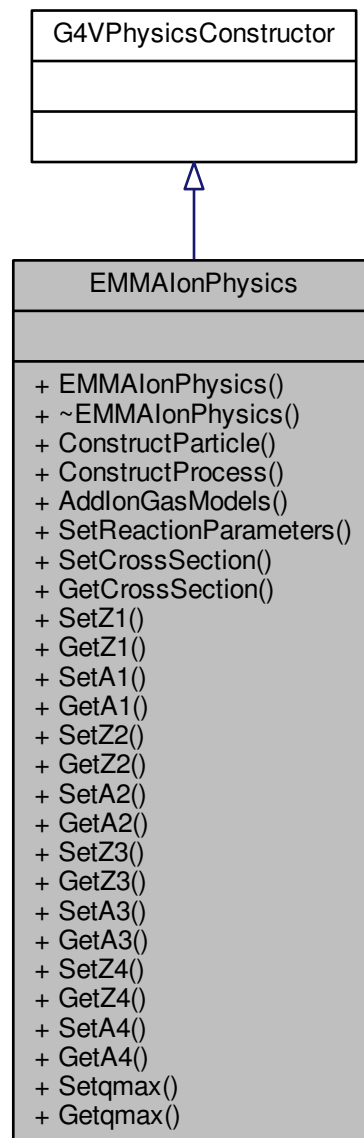 G4VPhysicsConstructor
EMMAIonPhysics
+ EMMAIonPhysics()
+ ~EMMAIonPhysics()
+ ConstructParticle()
+ ConstructProcess()
+ AddIonGasModels()
+ SetReactionParameters()
+ SetCrossSection()
+ GetCrossSection()
+ SetZ1()
+ GetZ1()
+ SetA1()
+ GetA1()
+ SetZ2()
+ GetZ2()
+ SetA2()
+ GetA2()
+ SetZ3()
+ GetZ3()
+ SetA3()
+ GetA3()
+ SetZ4()
+ GetZ4()
+ SetA4()
+ GetA4()
+ Setqmax()
+ Getqmax()